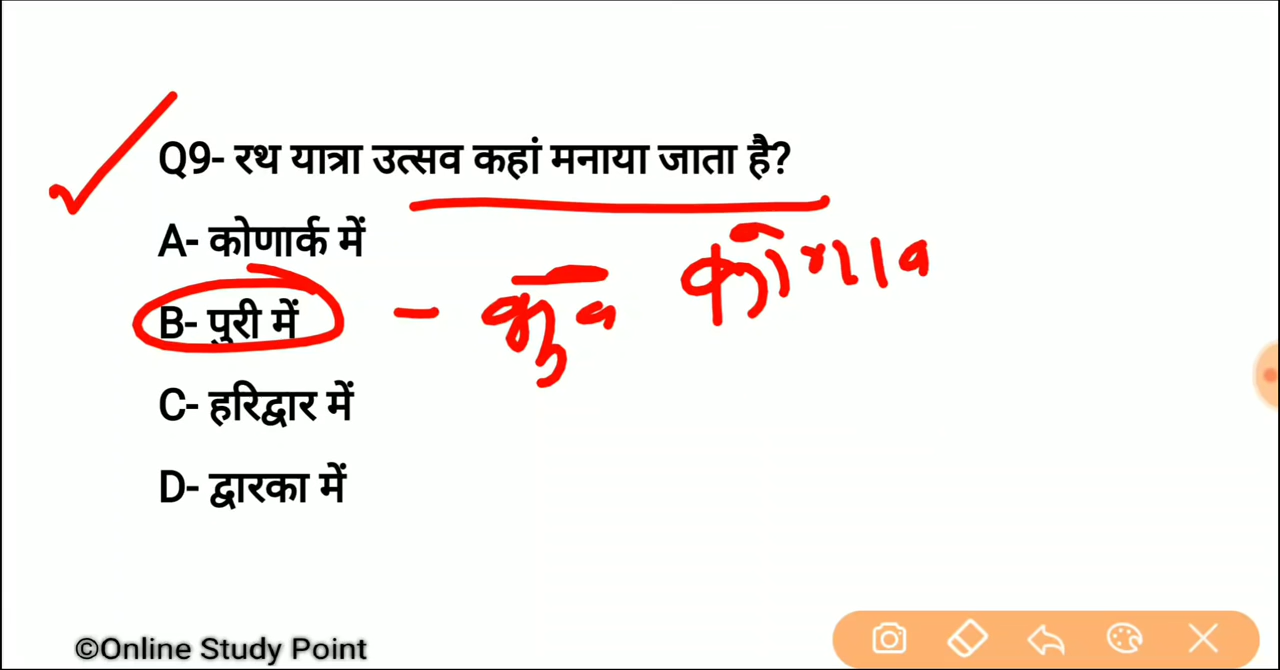 Q9- रथ यात्रा उत्सव कहां मनाया जाता है?
A- कोणार्क में
B- पुरी में -
C- हरिद्वार में
D- द्वारका में
©Online Study Point